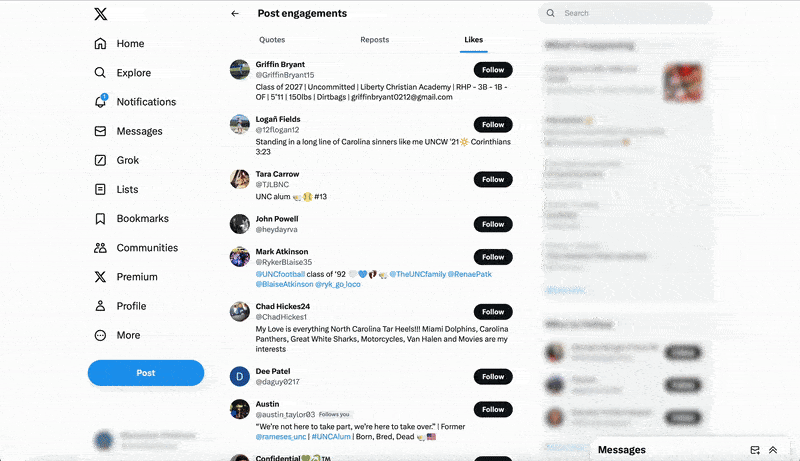 Home
Explore
1
Notifications
Messages
Grok
Lists
Bookmarks
Communities
Premium
Profile
More
Post
Post engagements
Quotes
Reposts
Likes
Griffin Bryant
@GriffinBryant15
Follow
Class of 2027 | Uncommitted | Liberty Christian Academy | RHP - 3B - 1B -
OF | 5'11 | 150lbs | Dirtbags | griffinbryant0212@gmail.com
Logañ Fields
@12flogan12
Follow
Standing in a long line of Carolina sinners like me UNCW '21☀️ Corinthians
3:23
Tara Carrow
@TJLBNC
Follow
UNC alum 🐏⚾ #13
John Powell
@heydayrva
Follow
Mark Atkinson
@RykerBlaise35
Follow
@UNCfootball class of '92 🤍💙👣🐏 @TheUNCfamily @RenaePatk
@BlaiseAtkinson @ryk_go_loco
Chad Hickes24
@ChadHickes1
Follow
My Love is everything North Carolina Tar Heels!!! Miami Dolphins, Carolina
Panthers, Great White Sharks, Motorcycles, Van Halen and Movies are my
interests
Dee Patel
@daguy0217
Follow
D
Austin
@austin_taylor03 Follows you
Follow
“We're not here to take part, we're here to take over.” | Former
@rameses_unc | #UNCAlum | Born, Bred, Dead 🐏🇺🇸
Confidential
Search
Messages